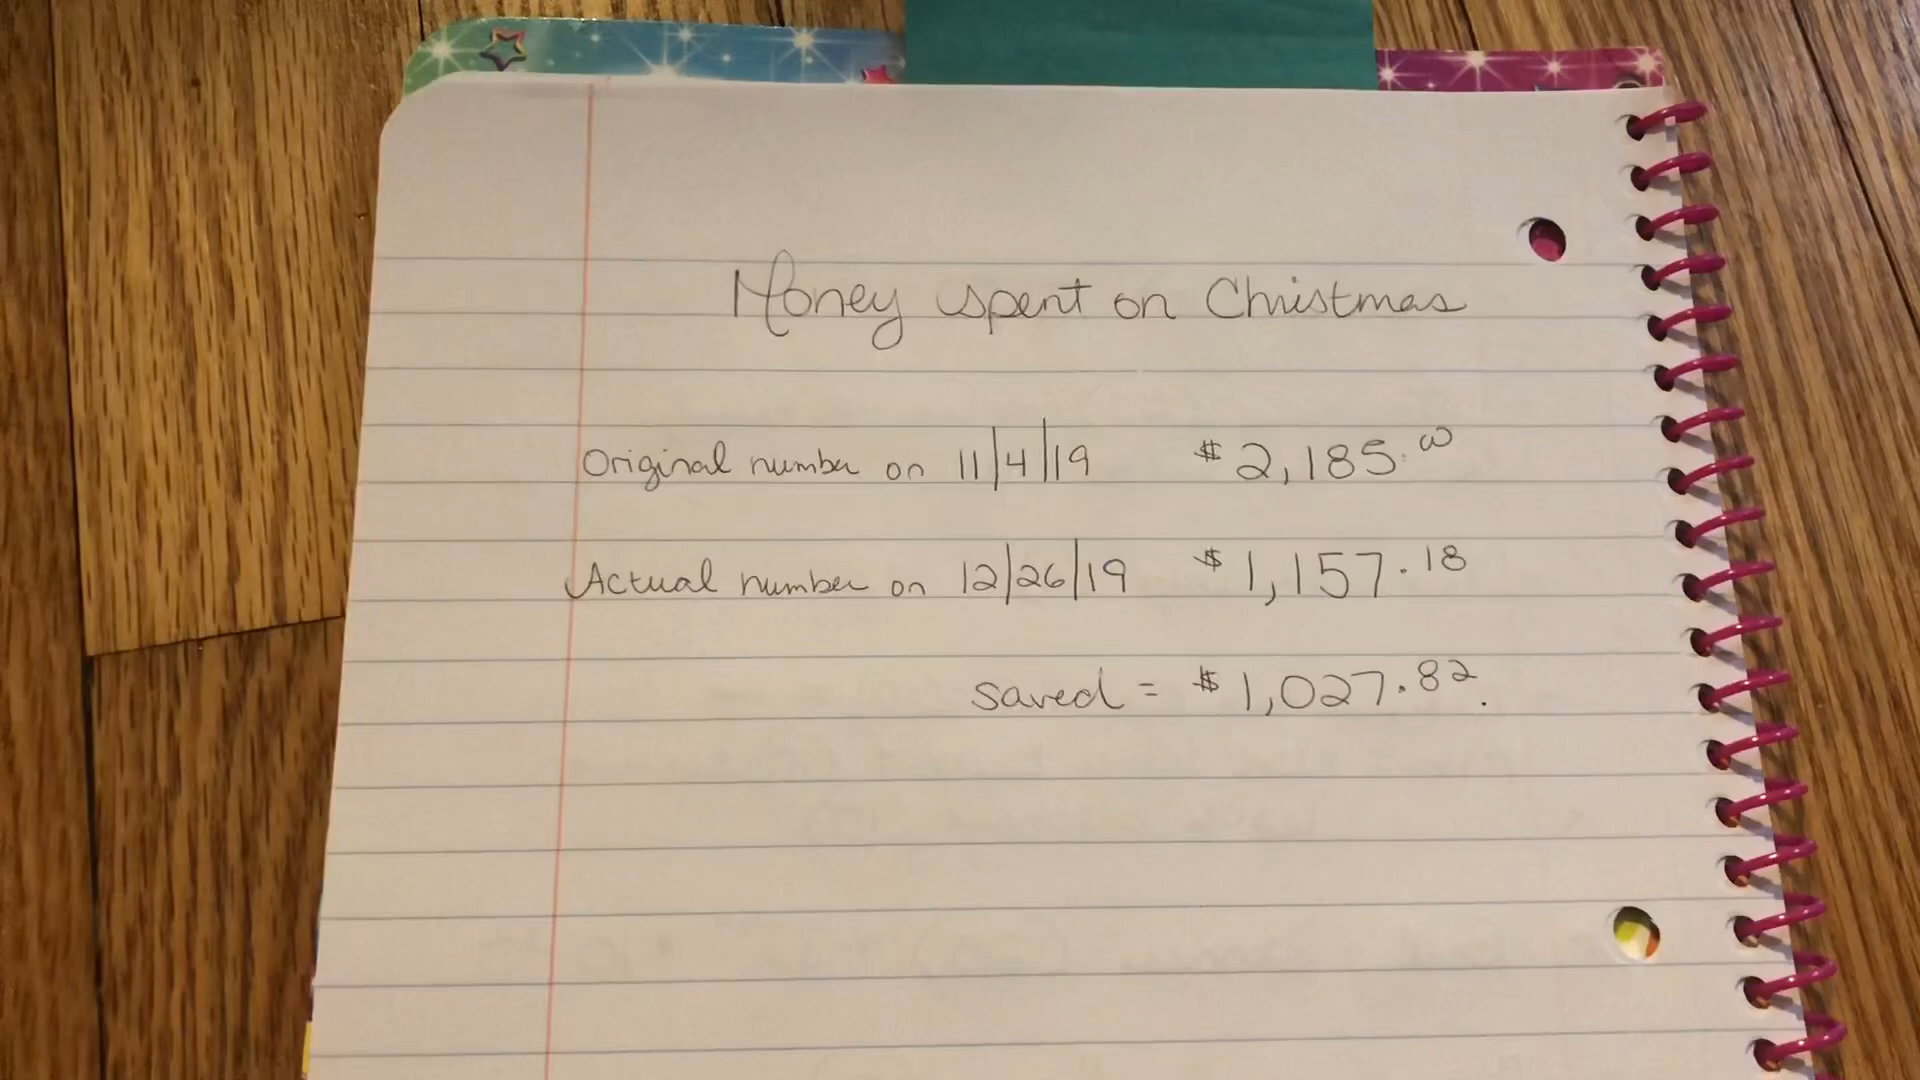 Money spent on Christmas
Original number on 11/4/19 $2,185.00
Actual number on 12/26/19 $1,157.18
saved = $1,027.82.